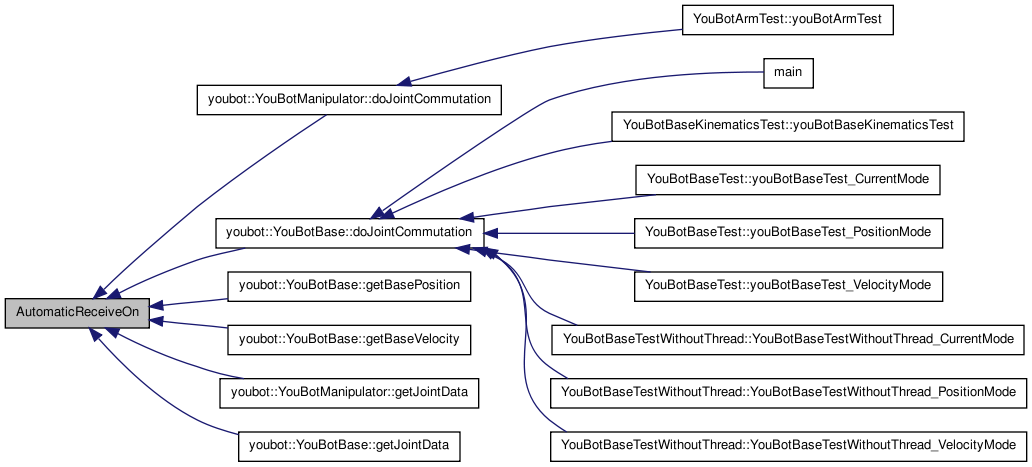 YouBotArmTest::youBotArmTest
main
youbot::YouBotManipulator::doJointCommutation
YouBotBaseKinematicsTest::youBotBaseKinematicsTest
YouBotBaseTest::youBotBaseTest_CurrentMode
youbot::YouBotBase::doJointCommutation
YouBotBaseTest::youBotBaseTest_PositionMode
youbot::YouBotBase::getBasePosition
YouBotBaseTest::youBotBaseTest_VelocityMode
AutomaticReceiveOn
youbot::YouBotBase::getBaseVelocity
YouBotBaseTestWithoutThread::YouBotBaseTestWithoutThread_CurrentMode
youbot::YouBotManipulator::getJointData
YouBotBaseTestWithoutThread::YouBotBaseTestWithoutThread_PositionMode
youbot::YouBotBase::getJointData
YouBotBaseTestWithoutThread::YouBotBaseTestWithoutThread_VelocityMode